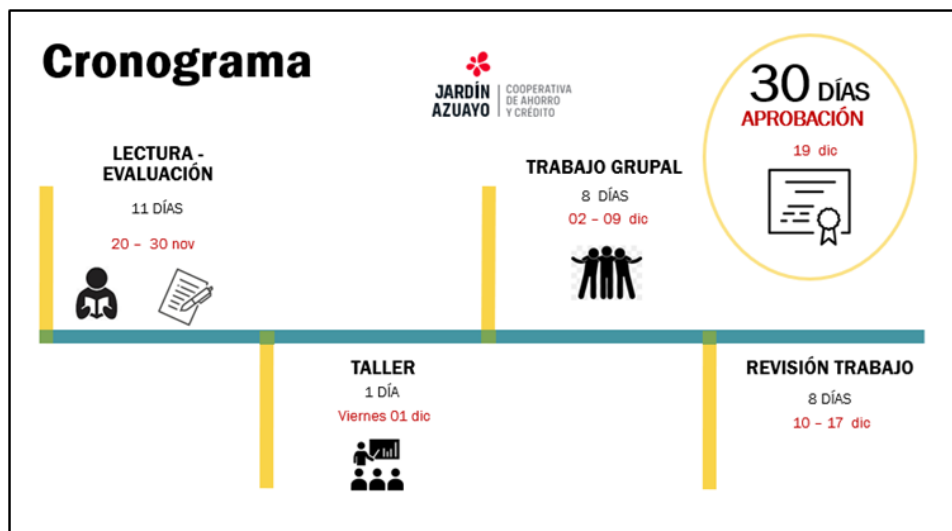 Cronograma
JARDÍN
AZUAYO
COOPERATIVA
DE AHORRO
Y CRÉDITO
30 DÍAS
APROBACIÓN
19 dic
LECTURA -
EVALUACIÓN
11 DÍAS
20 – 30 nov
TRABAJO GRUPAL
8 DÍAS
02 – 09 dic
TALLER
1 DÍA
Viernes 01 dic
REVISIÓN TRABAJO
8 DÍAS
10 – 17 dic